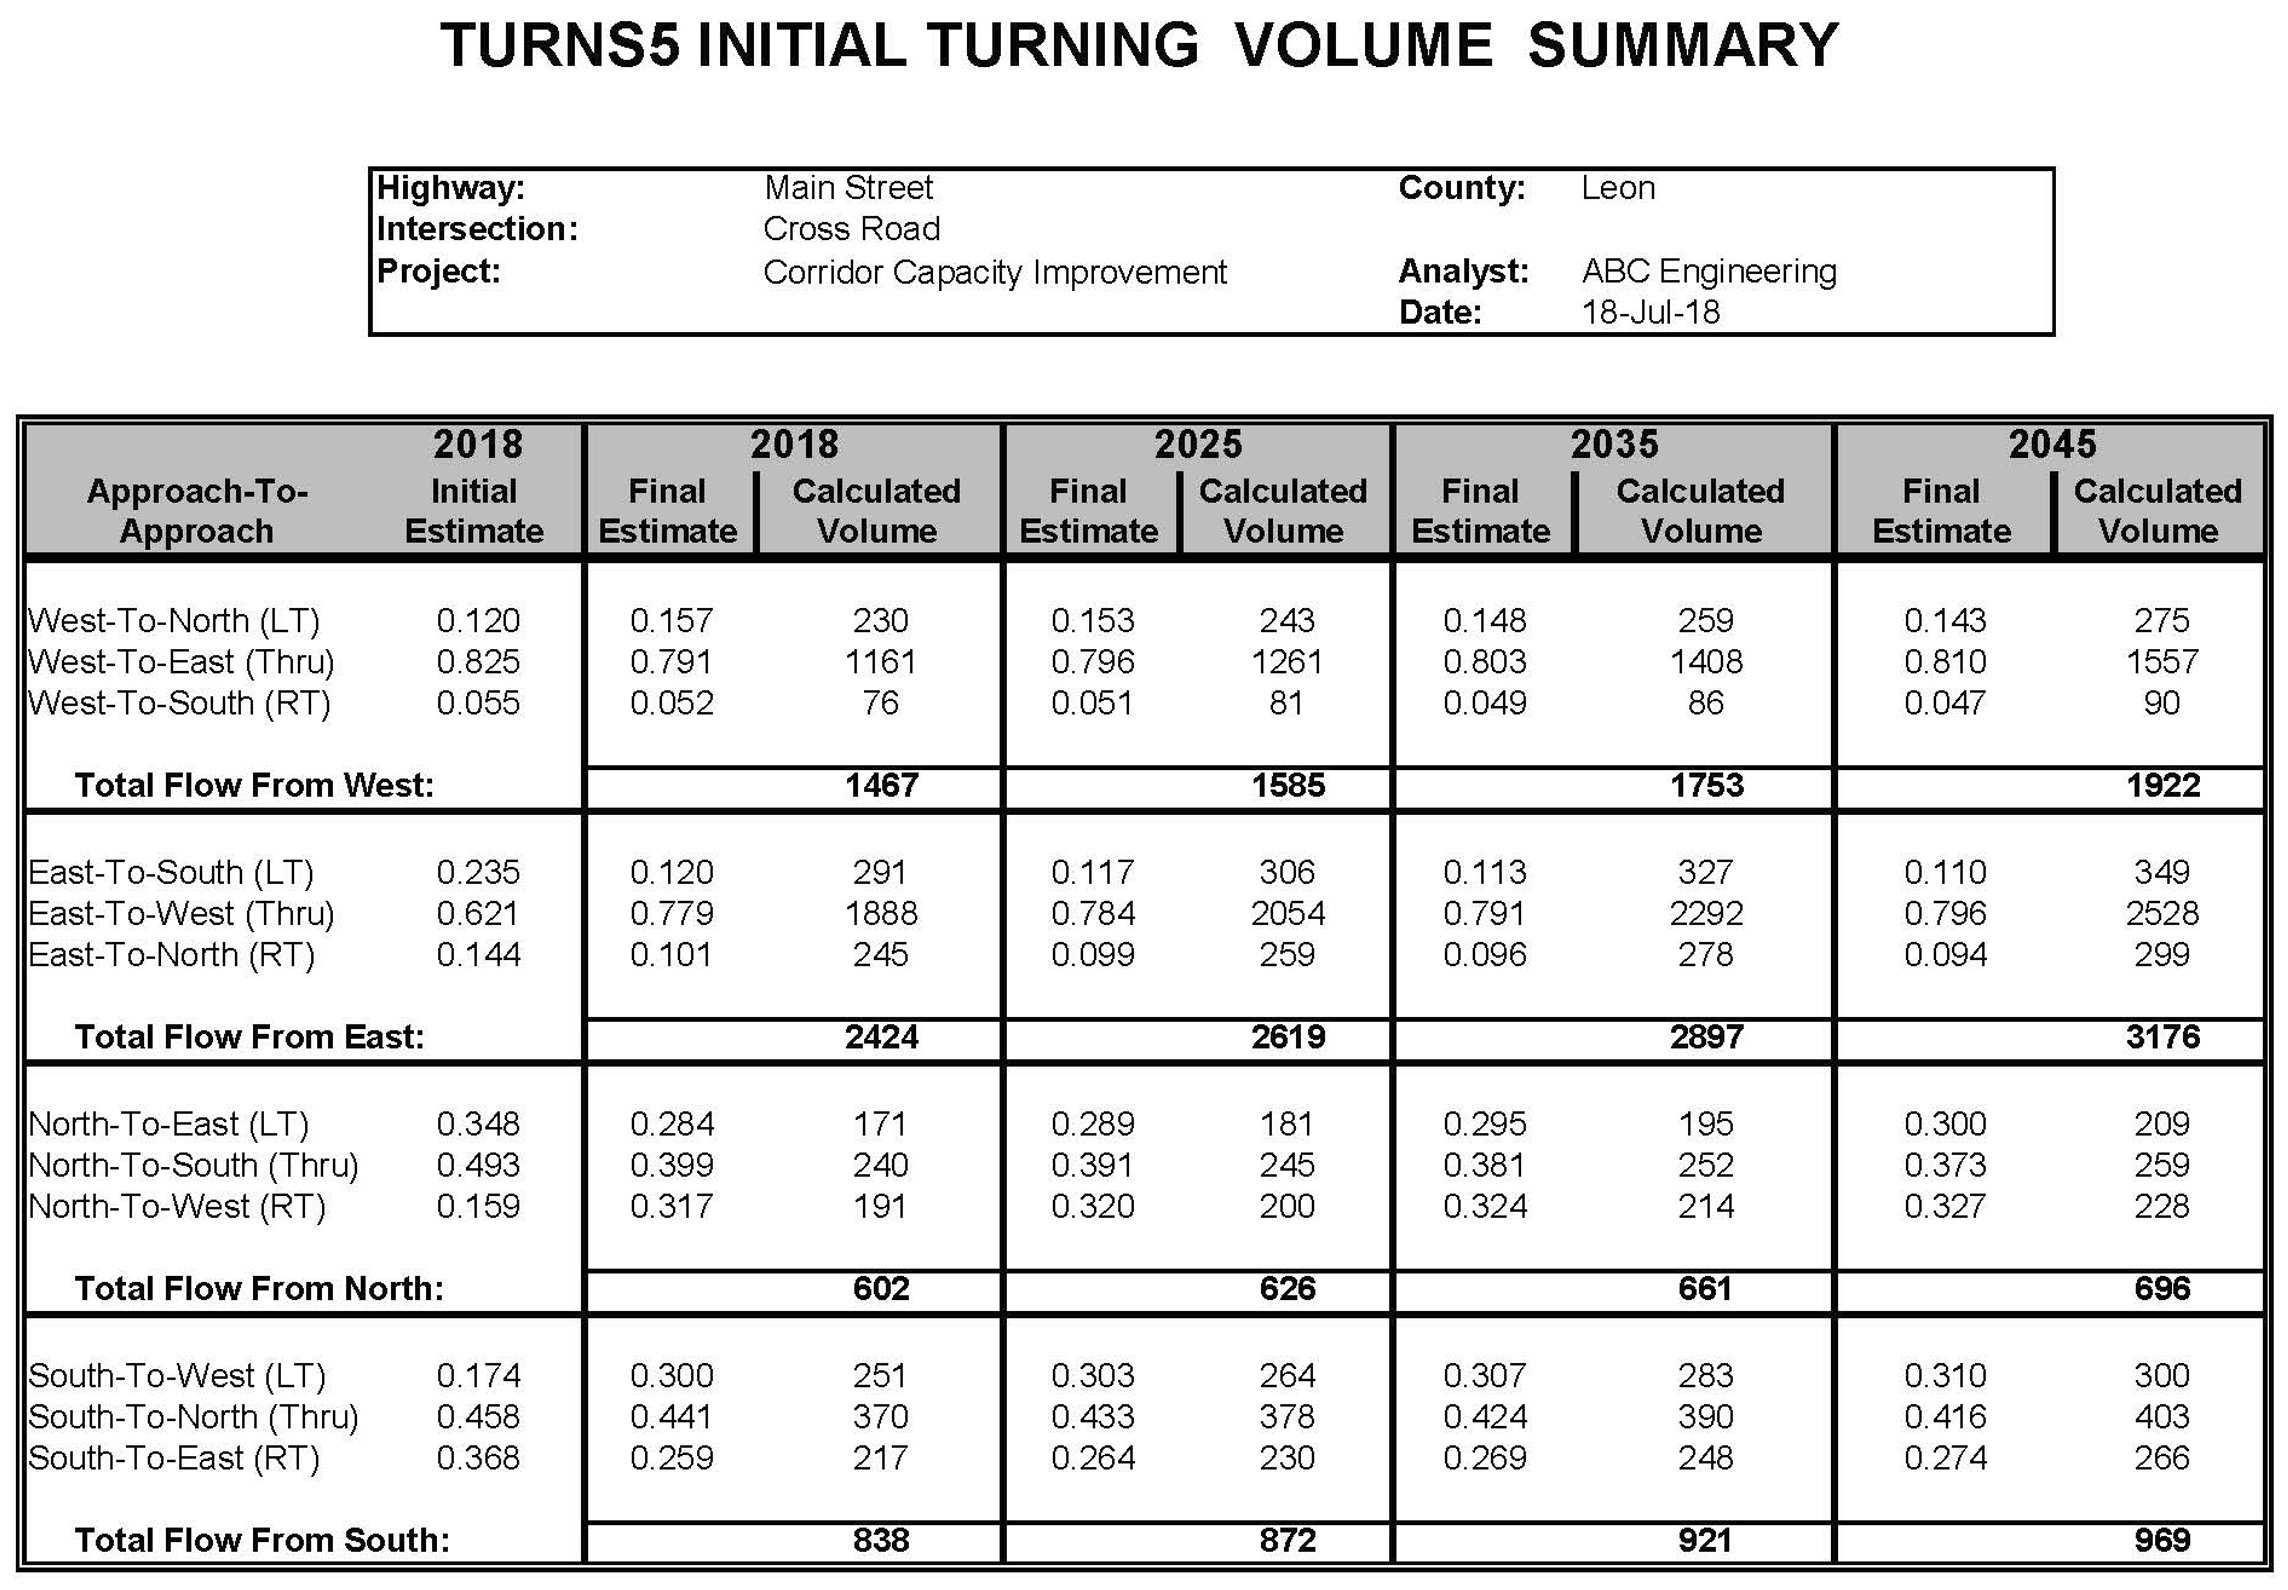 TURNS5 INITIAL TURNING VOLUME SUMMARY
Highway: Main Street County: Leon
Intersection: Cross Road
Project: Corridor Capacity Improvement Analyst: ABC Engineering
Date: 18-Jul-18
2018 2018 2025 2035 2045
Approach-To- Initial Final Calculated Final Calculated Final Calculated Final Calculated
Approach Estimate Estimate Volume Estimate Volume Estimate Volume Estimate Volume
West-To-North (LT) 0.120 0.157 230 0.153 243 0.148 259 0.143 275
West-To-East (Thru) 0.825 0.791 1161 0.796 1261 0.803 1408 0.810 1557
West-To-South (RT) 0.055 0.052 76 0.051 81 0.049 86 0.047 90
Total Flow From West: 1467 1585 1753 1922
East-To-South (LT) 0.235 0.120 291 0.117 306 0.113 327 0.110 349
East-To-West (Thru) 0.621 0.779 1888 0.784 2054 0.791 2292 0.796 2528
East-To-North (RT) 0.144 0.101 245 0.099 259 0.096 278 0.094 299
Total Flow From East: 2424 2619 2897 3176
North-To-East (LT) 0.348 0.284 171 0.289 181 0.295 195 0.300 209
North-To-South (Thru) 0.493 0.399 240 0.391 245 0.381 252 0.373 259
North-To-West (RT) 0.159 0.317 191 0.320 200 0.324 214 0.327 228
Total Flow From North: 602 626 661 696
South-To-West (LT) 0.174 0.300 251 0.303 264 0.307 283 0.310 300
South-To-North (Thru) 0.458 0.441 370 0.433 378 0.424 390 0.416 403
South-To-East (RT) 0.368 0.259 217 0.264 230 0.269 248 0.274 266
Total Flow From South: 838 872 921 969